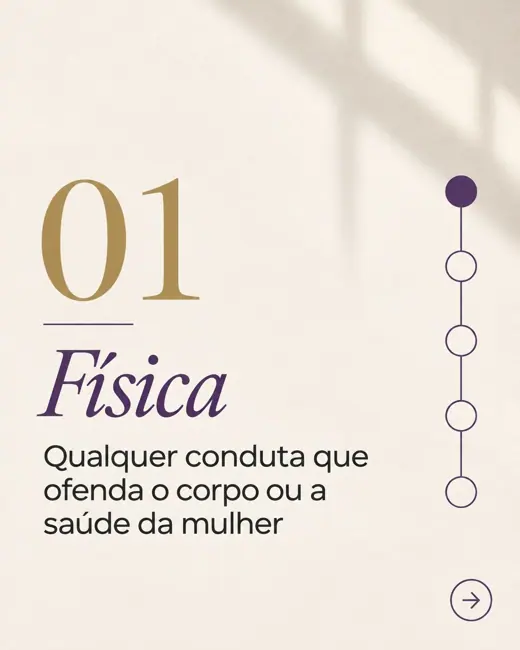 01
Física
Qualquer conduta que
ofenda o corpo ou a
saúde da mulher